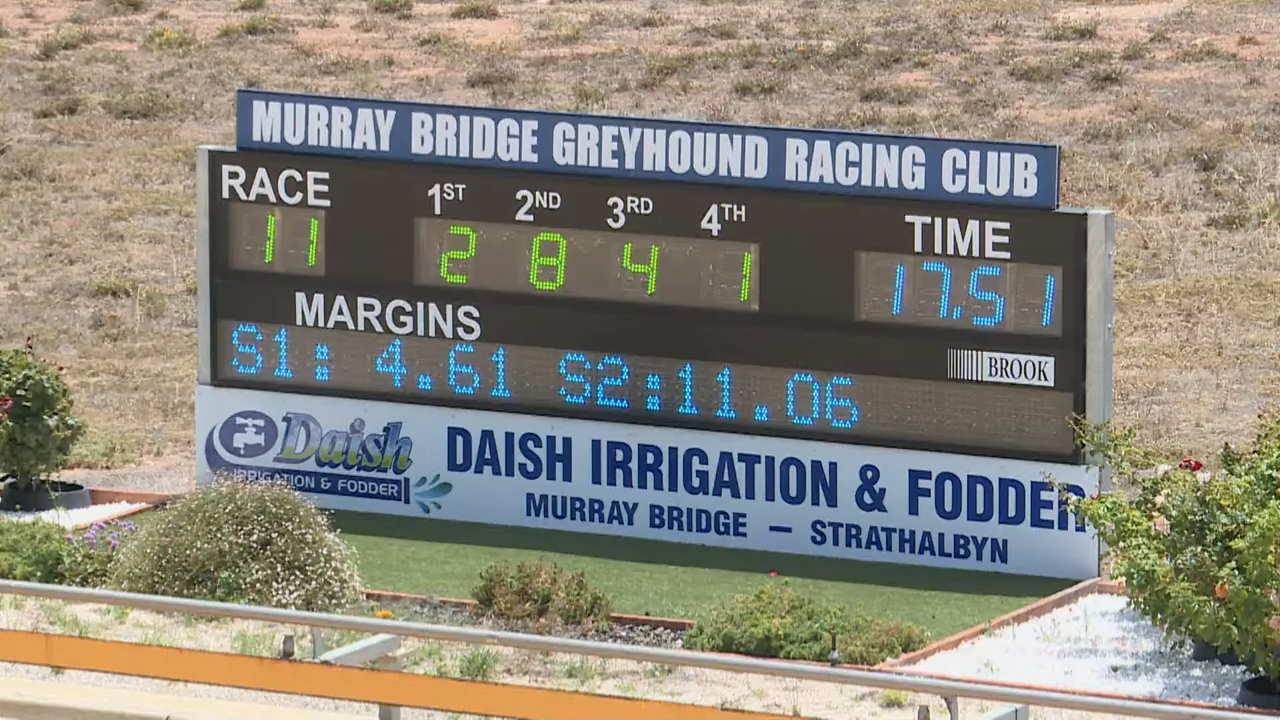 MURRAY BRIDGE GREYHOUND RACING CLUB
RACE 1ST 2ND 3RD 4TH TIME
11 2 8 4 1 17.51
MARGINS
S1: 4.61 S2:11.06
BROOK
Daish
IRRIGATION & FODDER
DAISH IRRIGATION & FODDER
MURRAY BRIDGE – STRATHALBYN